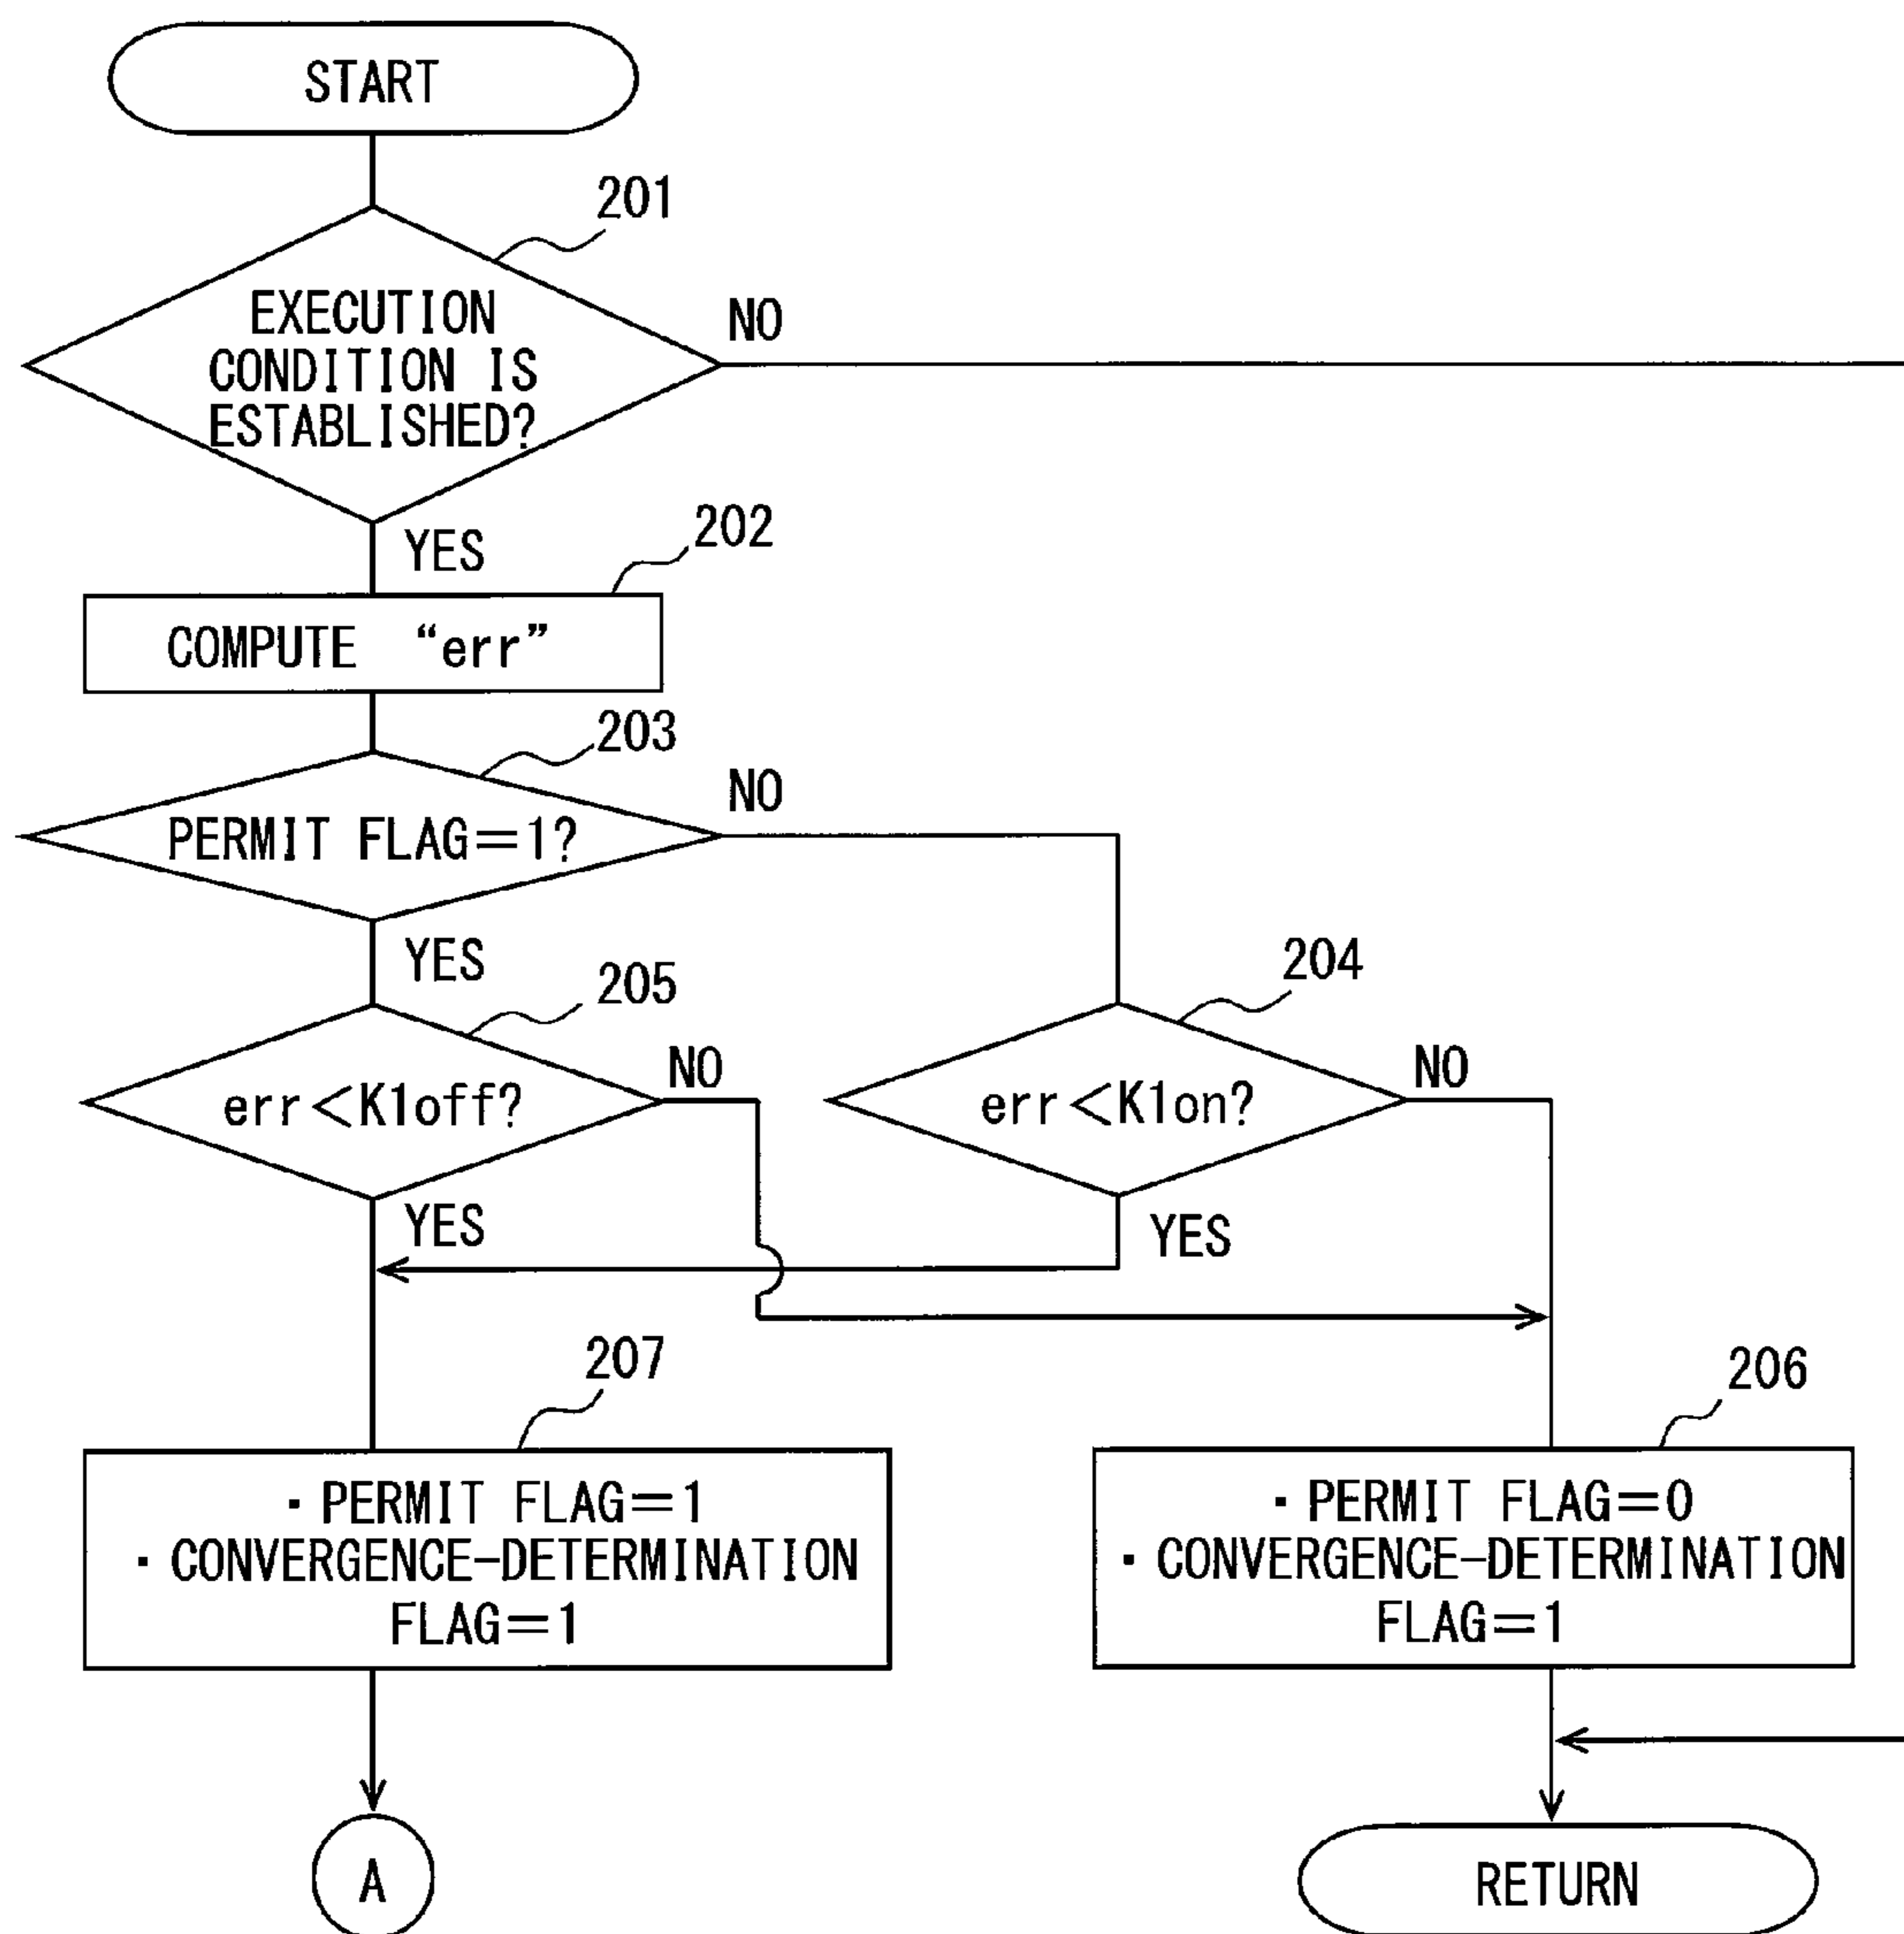 START
201
EXECUTION
CONDITION IS
ESTABLISHED?
NO
YES
202
COMPUTE “err”
203
PERMIT FLAG=1?
NO
YES
205
err<K1off?
NO
YES
204
err<K1on?
NO
YES
207
・PERMIT FLAG=1
・CONVERGENCE-DETERMINATION
FLAG=1
206
・PERMIT FLAG=0
・CONVERGENCE-DETERMINATION
FLAG=1
A
RETURN